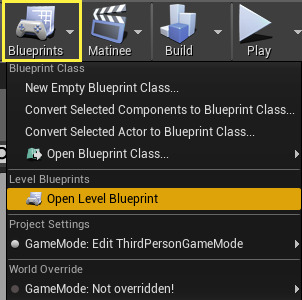 Blueprints Matinee Build Play
Blueprint Class
New Empty Blueprint Class...
Convert Selected Components to Blueprint Class...
Convert Selected Actor to Blueprint Class...
Open Blueprint Class...
Level Blueprints
Open Level Blueprint
Project Settings
GameMode: Edit ThirdPersonGameMode
World Override
GameMode: Not overridden!